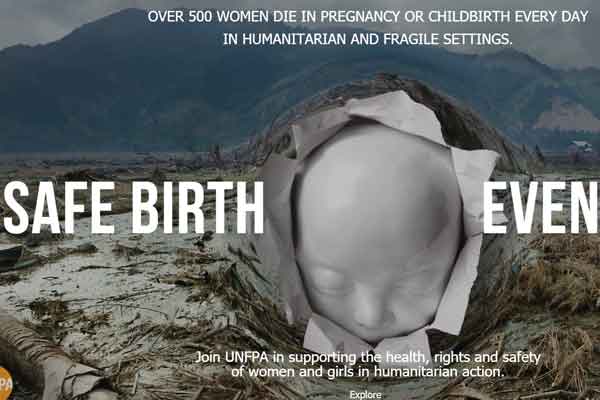 OVER 500 WOMEN DIE IN PREGNANCY OR CHILDBIRTH EVERY DAY
IN HUMANITARIAN AND FRAGILE SETTINGS.
SAFE BIRTH EVEN
Join UNFPA in supporting the health, rights and safety
of women and girls in humanitarian action.
PA
Explore